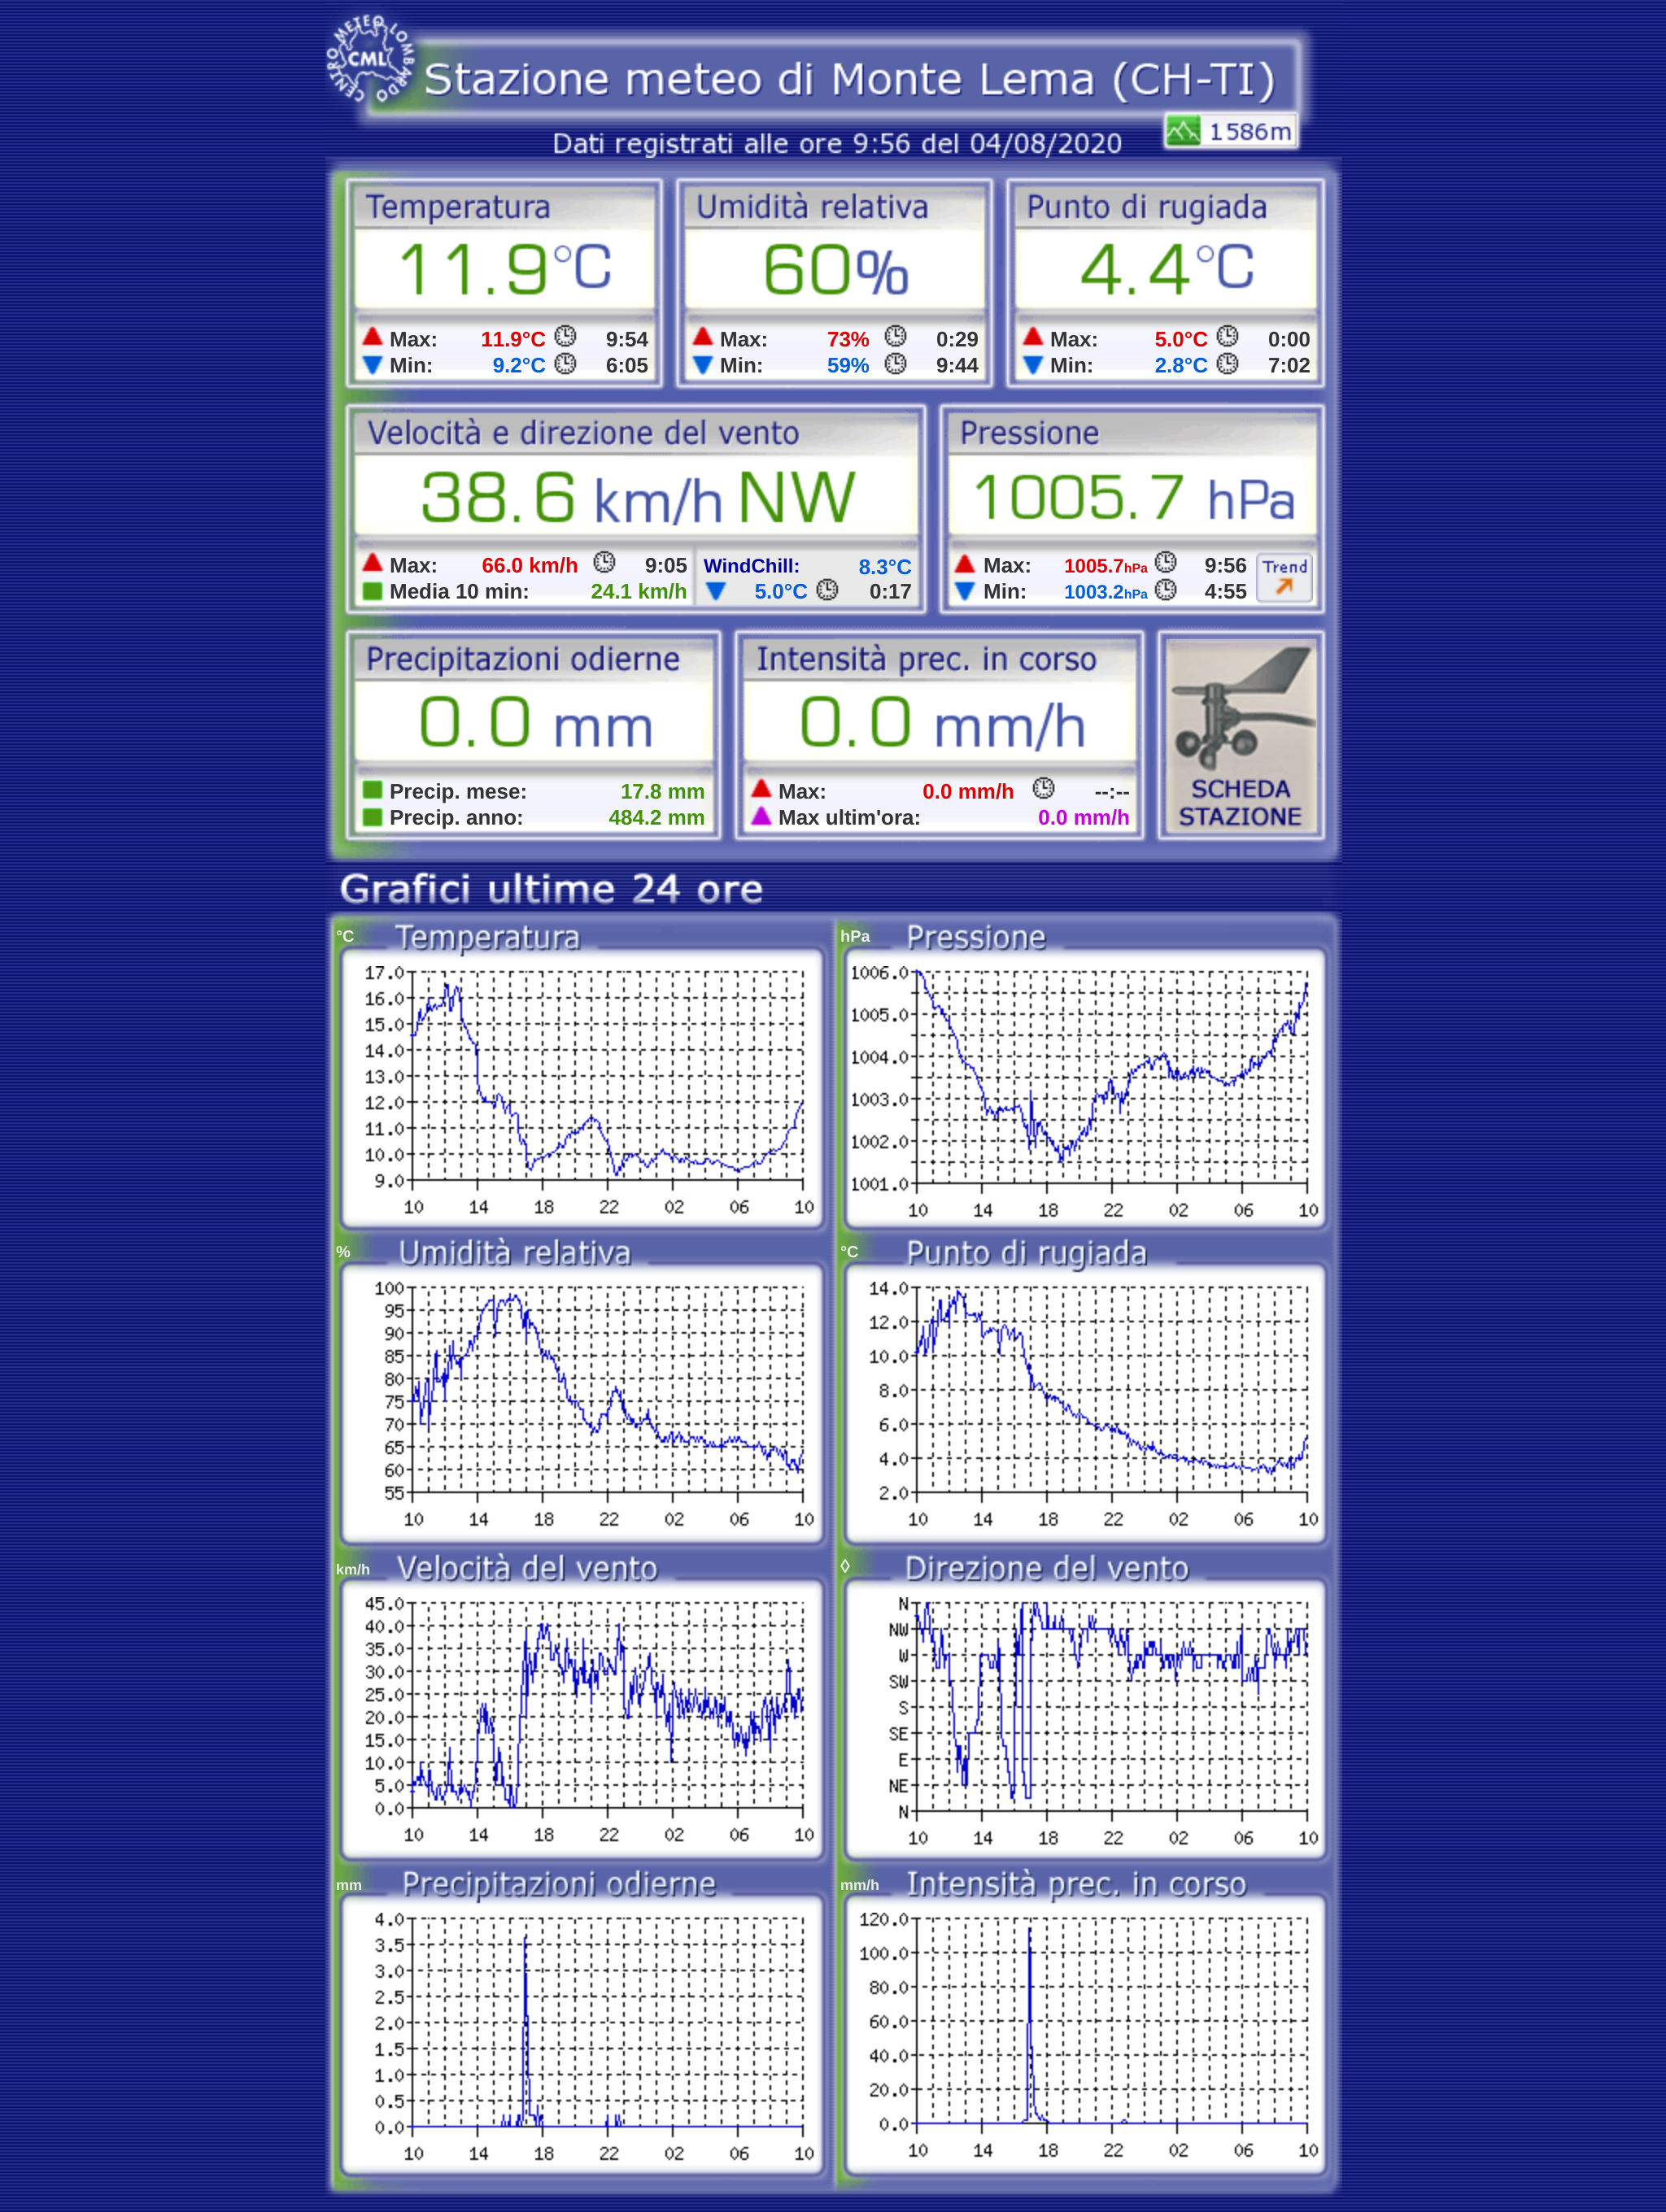 CENTRO METEO LOMBARDO
CML
Stazione meteo di Monte Lema (CH-TI)
1586m
Dati registrati alle ore 9:56 del 04/08/2020
Temperatura Umidità relativa Punto di rugiada
11.9°C 60% 4.4°C
Max: 11.9°C 9:54 Max: 73% 0:29 Max: 5.0°C 0:00
Min: 9.2°C 6:05 Min: 59% 9:44 Min: 2.8°C 7:02
Velocità e direzione del vento Pressione
38.6 km/h NW 1005.7 hPa
Max: 66.0 km/h 9:05 WindChill: 8.3°C Max: 1005.7hPa 9:56 Trend
Media 10 min: 24.1 km/h 5.0°C 0:17 Min: 1003.2hPa 4:55
Precipitazioni odierne Intensità prec. in corso
0.0 mm 0.0 mm/h
Precip. mese: 17.8 mm Max: 0.0 mm/h --:-- SCHEDA
Precip. anno: 484.2 mm Max ultim'ora: 0.0 mm/h STAZIONE
Grafici ultime 24 ore
°C Temperatura
17.0
16.0
15.0
14.0
13.0
12.0
11.0
10.0
9.0
10 14 18 22 02 06 10
hPa Pressione
1006.0
1005.0
1004.0
1003.0
1002.0
1001.0
10 14 18 22 02 06 10
% Umidità relativa
100
95
90
85
80
75
70
65
60
55
10 14 18 22 02 06 10
°C Punto di rugiada
14.0
12.0
10.0
8.0
6.0
4.0
2.0
10 14 18 22 02 06 10
km/h Velocità del vento
45.0
40.0
35.0
30.0
25.0
20.0
15.0
10.0
5.0
0.0
10 14 18 22 02 06 10
◊ Direzione del vento
N
NW
W
SW
S
SE
E
NE
N
10 14 18 22 02 06 10
mm Precipitazioni odierne
4.0
3.5
3.0
2.5
2.0
1.5
1.0
0.5
0.0
10 14 18 22 02 06 10
mm/h Intensità prec. in corso
120.0
100.0
80.0
60.0
40.0
20.0
0.0
10 14 18 22 02 06 10